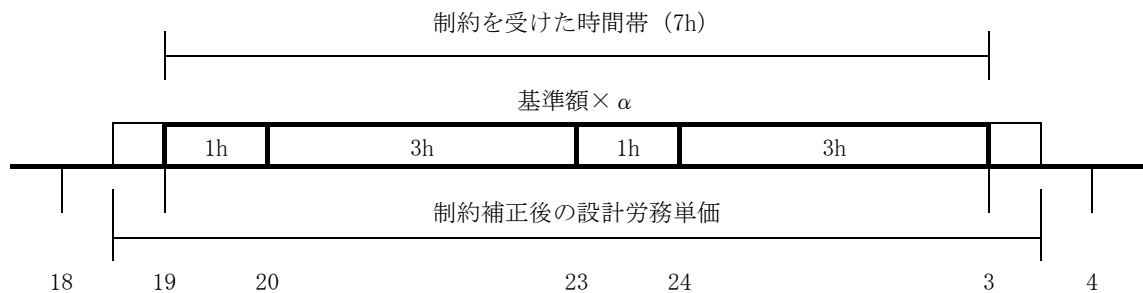 制約を受けた時間帯（7h）
基準額×α
1h 3h 1h 3h
制約補正後の設計労務単価
18 19 20 23 24 3 4